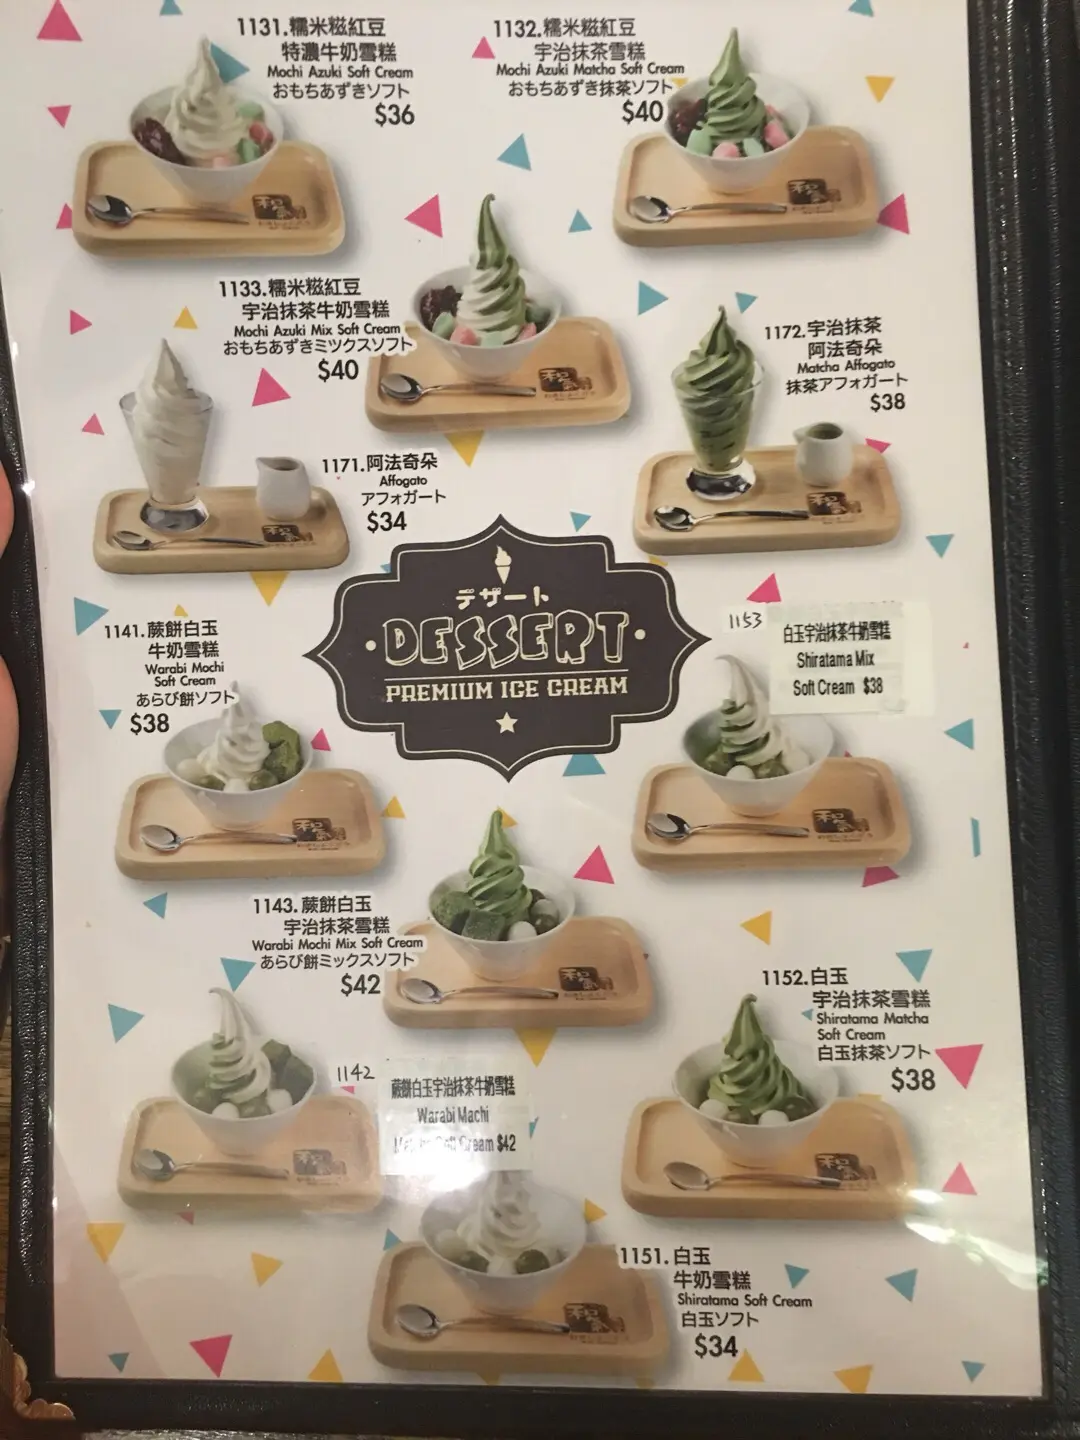 1131.糯米糍紅豆
特濃牛奶雪糕
Mochi Azuki Soft Cream
おもちあずきソフト
$36
1132.糯米糍紅豆
宇治抹茶雪糕
Mochi Azuki Matcha Soft Cream
おもちあずき抹茶ソフト
$40
1133.糯米糍紅豆
宇治抹茶牛奶雪糕
Mochi Azuki Mix Soft Cream
おもちあずきミツクスソフト
$40
1172.宇治抹茶
阿法奇朵
Matcha Affogato
抹茶アフォガート
$38
1171.阿法奇朵
Affogato
アフォガート
$34
デザート
DESSERT
PREMIUM ICE CREAM
1141.蕨餅白玉
牛奶雪糕
Warabi Mochi
Soft Cream
あらび餅ソフト
$38
1153
白玉宇治抹茶牛奶雪糕
Shiratama Mix
Soft Cream $38
1143.蕨餅白玉
宇治抹茶雪糕
Warabi Mochi Mix Soft Cream
あらび餅ミックスソフト
$42
1152.白玉
宇治抹茶雪糕
Shiratama Matcha
Soft Cream
白玉抹茶ソフト
$38
1142
蕨餅白玉宇治抹茶牛奶雪糕
Warabi Machi
Cream $42
1151.白玉
牛奶雪糕
Shiratama Soft Cream
白玉ソフト
$34